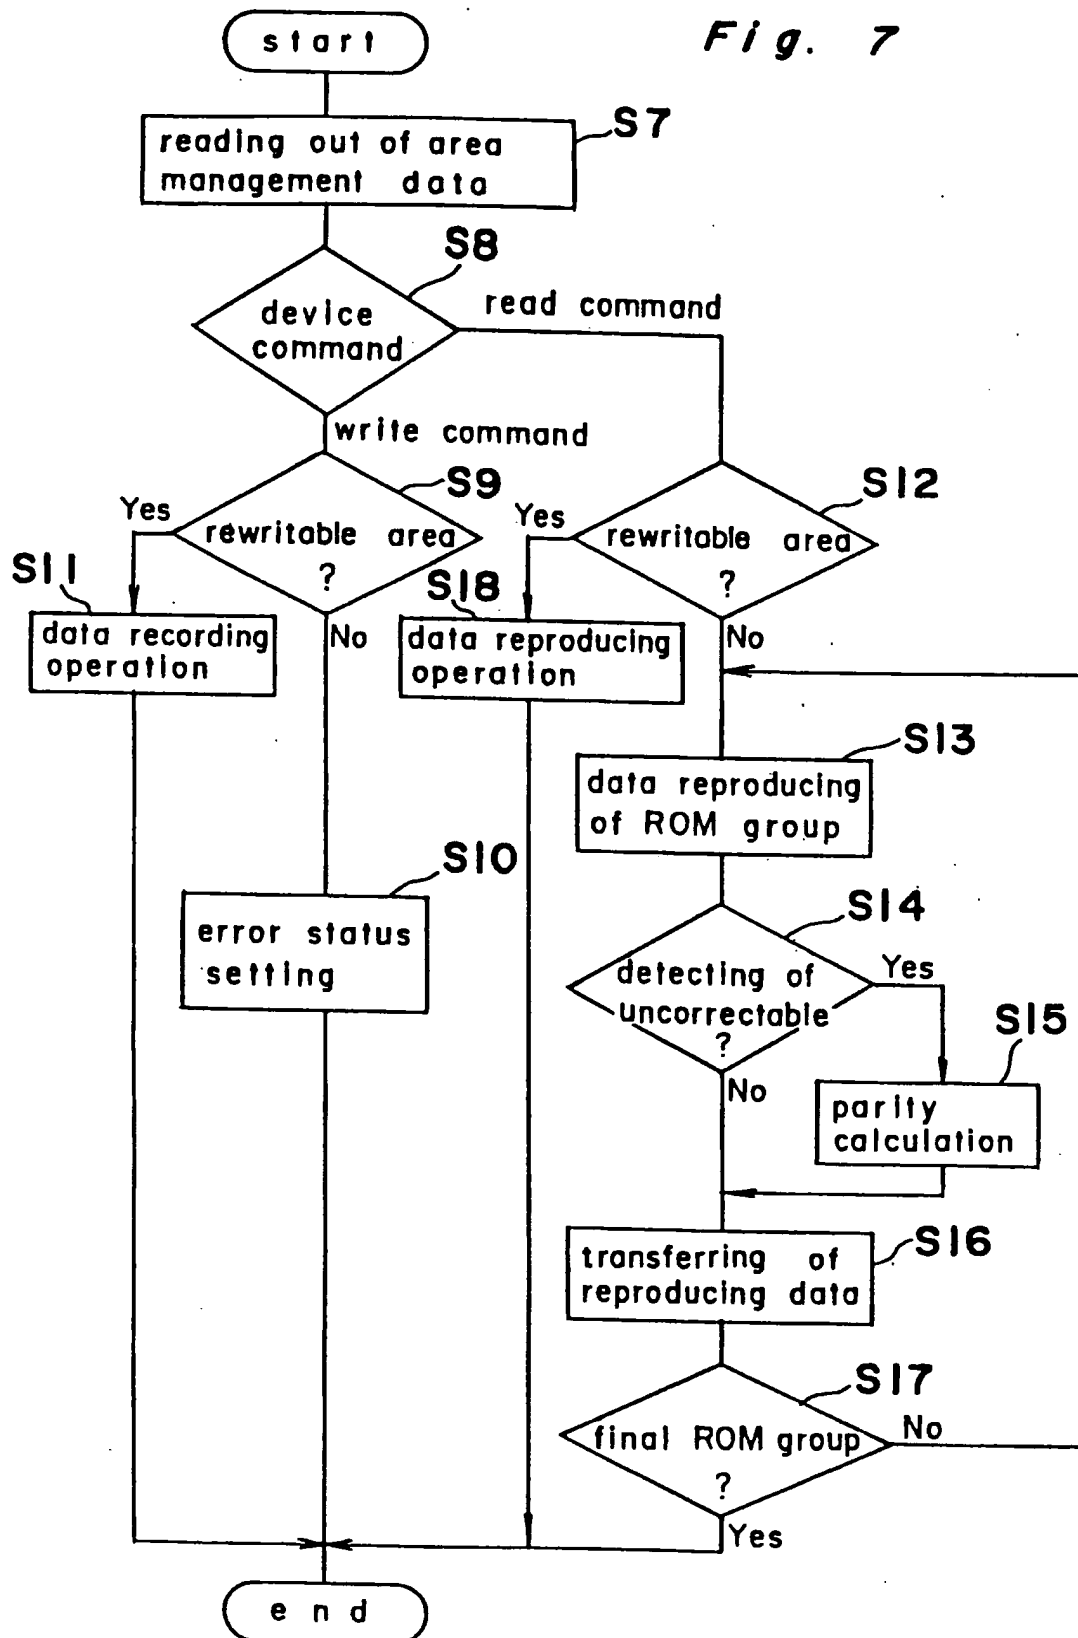 Fig. 7
start
S7
reading out of area
management data
S8
device
command
read command
write command
S9
Yes
rewritable area
?
No
S12
Yes
rewritable area
?
No
S11
data recording
operation
S18
data reproducing
operation
S13
data reproducing
of ROM group
S10
error status
setting
S14
detecting of
uncorrectable
?
Yes
No
S15
parity
calculation
S16
transferring of
reproducing data
S17
final ROM group
?
No
Yes
end